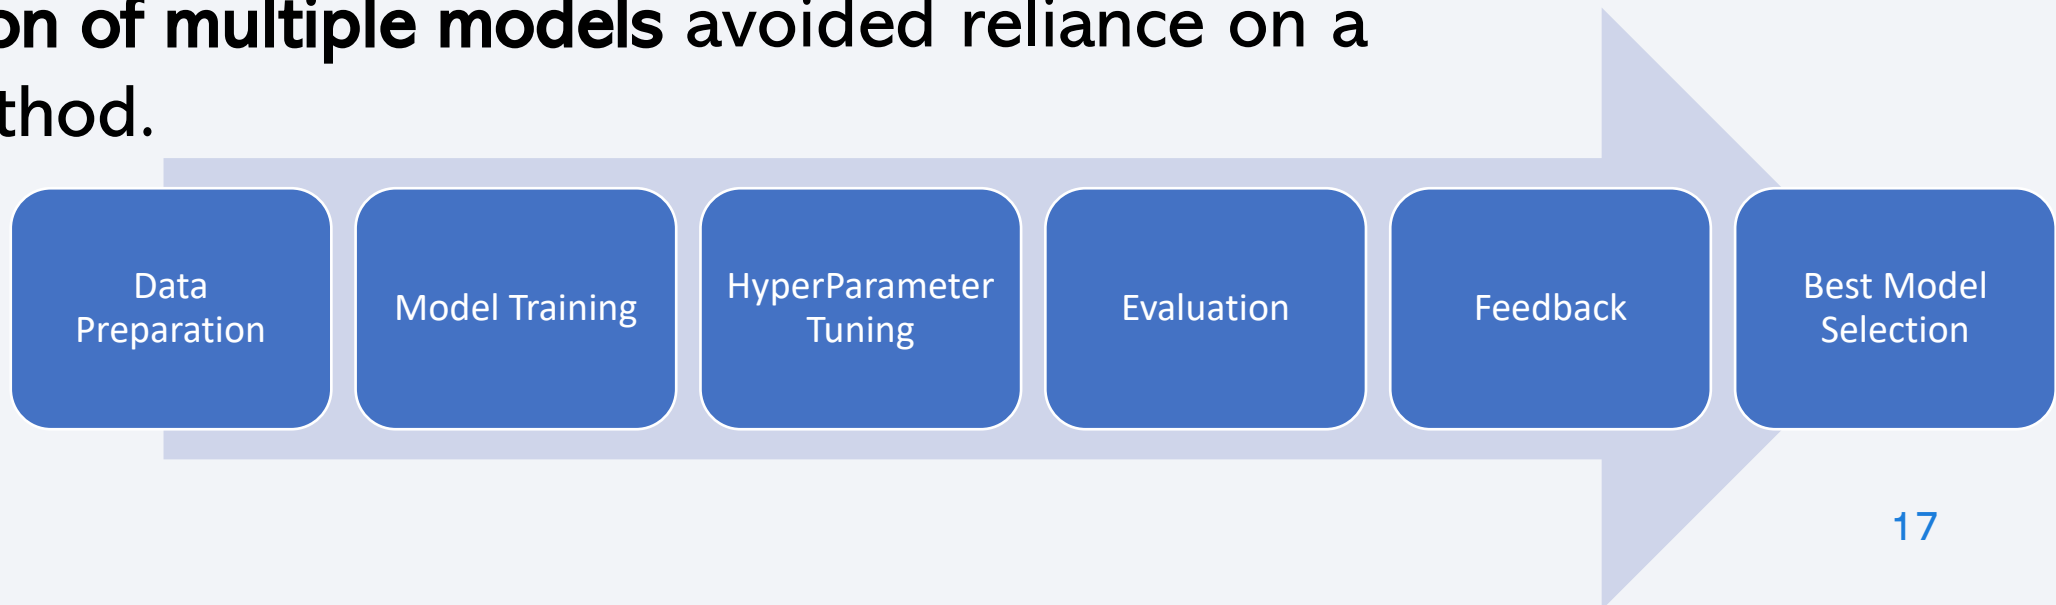 on of multiple models avoided reliance on a
thod.
Data
Preparation
Model Training
HyperParameter
Tuning
Evaluation
Feedback
Best Model
Selection
17